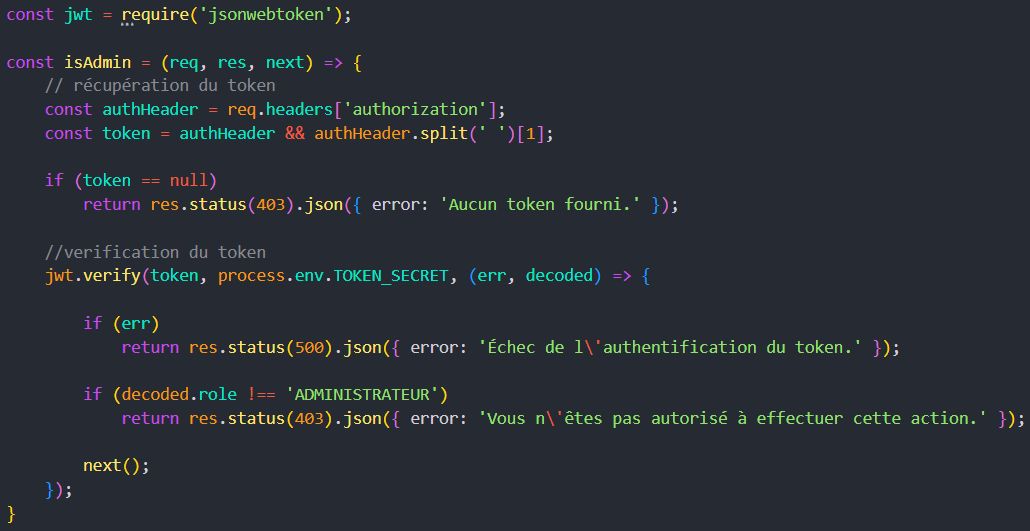 const jwt = require('jsonwebtoken');
const isAdmin = (req, res, next) => {
// récupération du token
const authHeader = req.headers['authorization'];
const token = authHeader && authHeader.split(' ')[1];
if (token == null)
return res.status(403).json({ error: 'Aucun token fourni.' });
//verification du token
jwt.verify(token, process.env.TOKEN_SECRET, (err, decoded) => {
if (err)
return res.status(500).json({ error: 'Échec de l\'authentification du token.' });
if (decoded.role !== 'ADMINISTRATEUR')
return res.status(403).json({ error: 'Vous n\'êtes pas autorisé à effectuer cette action.' });
next();
});
}